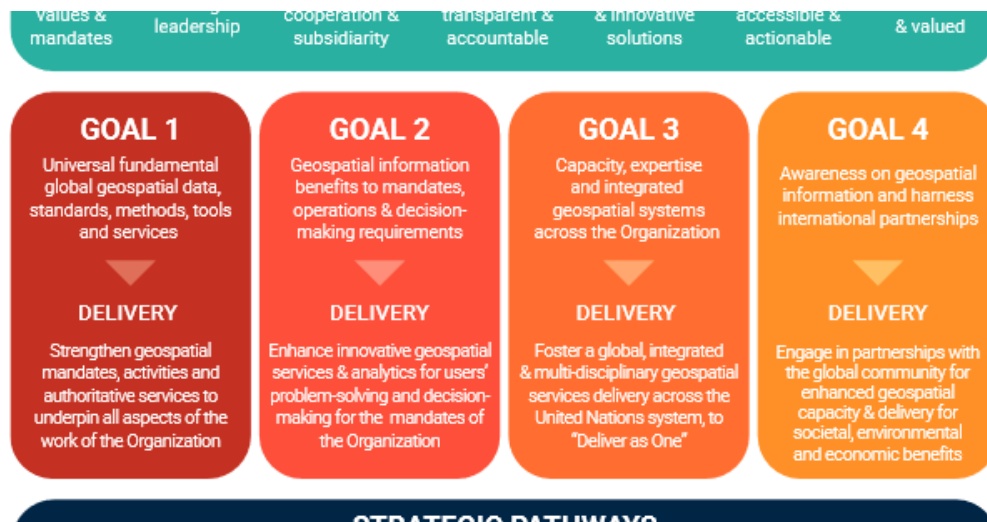 values &
mandates
leadership
cooperation &
subsidiarity
transparent &
accountable
& innovative
solutions
accessible &
actionable
& valued
GOAL 1
Universal fundamental
global geospatial data,
standards, methods, tools
and services
DELIVERY
Strengthen geospatial
mandates, activities and
authoritative services to
underpin all aspects of the
work of the Organization
GOAL 2
Geospatial information
benefits to mandates,
operations & decision-
making requirements
DELIVERY
Enhance innovative geospatial
services & analytics for users'
problem-solving and decision-
making for the mandates of
the Organization
GOAL 3
Capacity, expertise
and integrated
geospatial systems
across the Organization
DELIVERY
Foster a global, integrated
& multi-disciplinary geospatial
services delivery across the
United Nations system, to
“Deliver as One”
GOAL 4
Awareness on geospatial
information and harness
international partnerships
DELIVERY
Engage in partnerships with
the global community for
enhanced geospatial
capacity & delivery for
societal, environmental
and economic benefits
STRATEGIC PATHWAYS